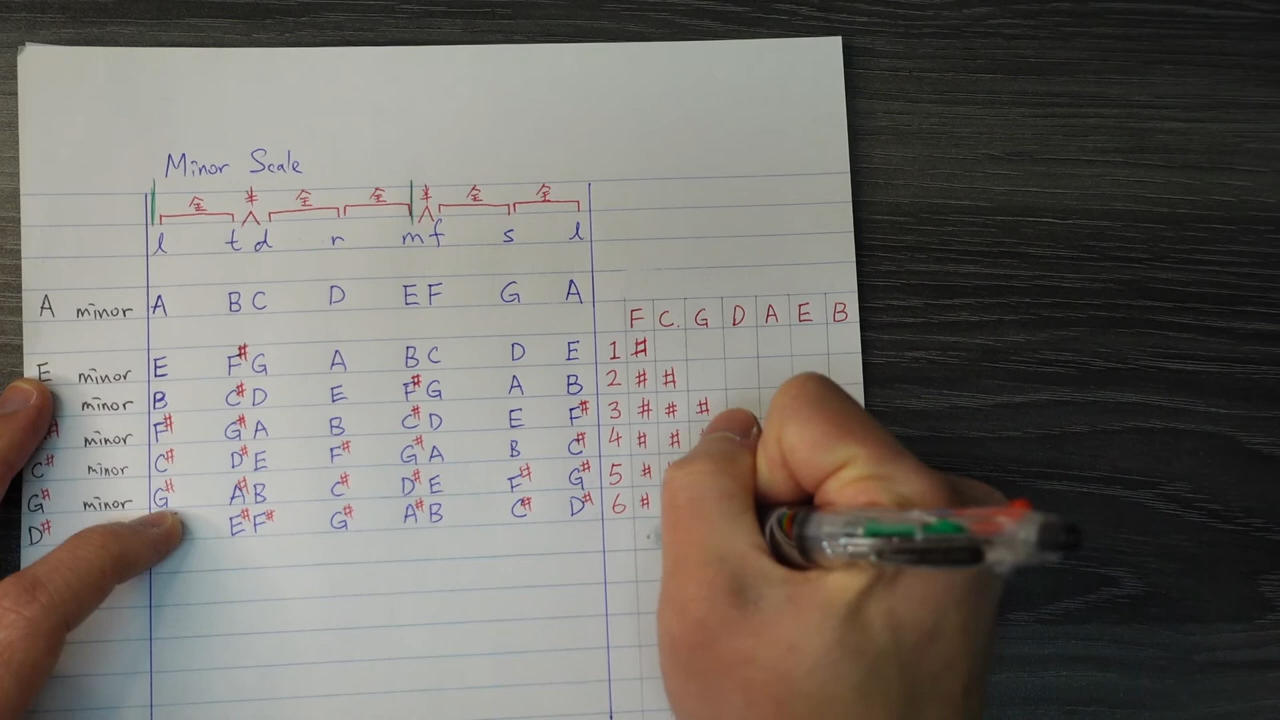 Minor Scale
全 半 全 全 半 全 全
l t d r m f s l
A minor A B C D E F G A
F C. G D A E B
E minor E F# G A B C D E 1 #
minor B C# D E F# G A B 2 # #
# minor F# G# A B C# D E F# 3 # # #
C# minor C# D# E F# G# A B C# 4 # # #
G# minor G# A# B C# D# E F# G# 5 #
D# E# F# G# A# B C# D# 6 #